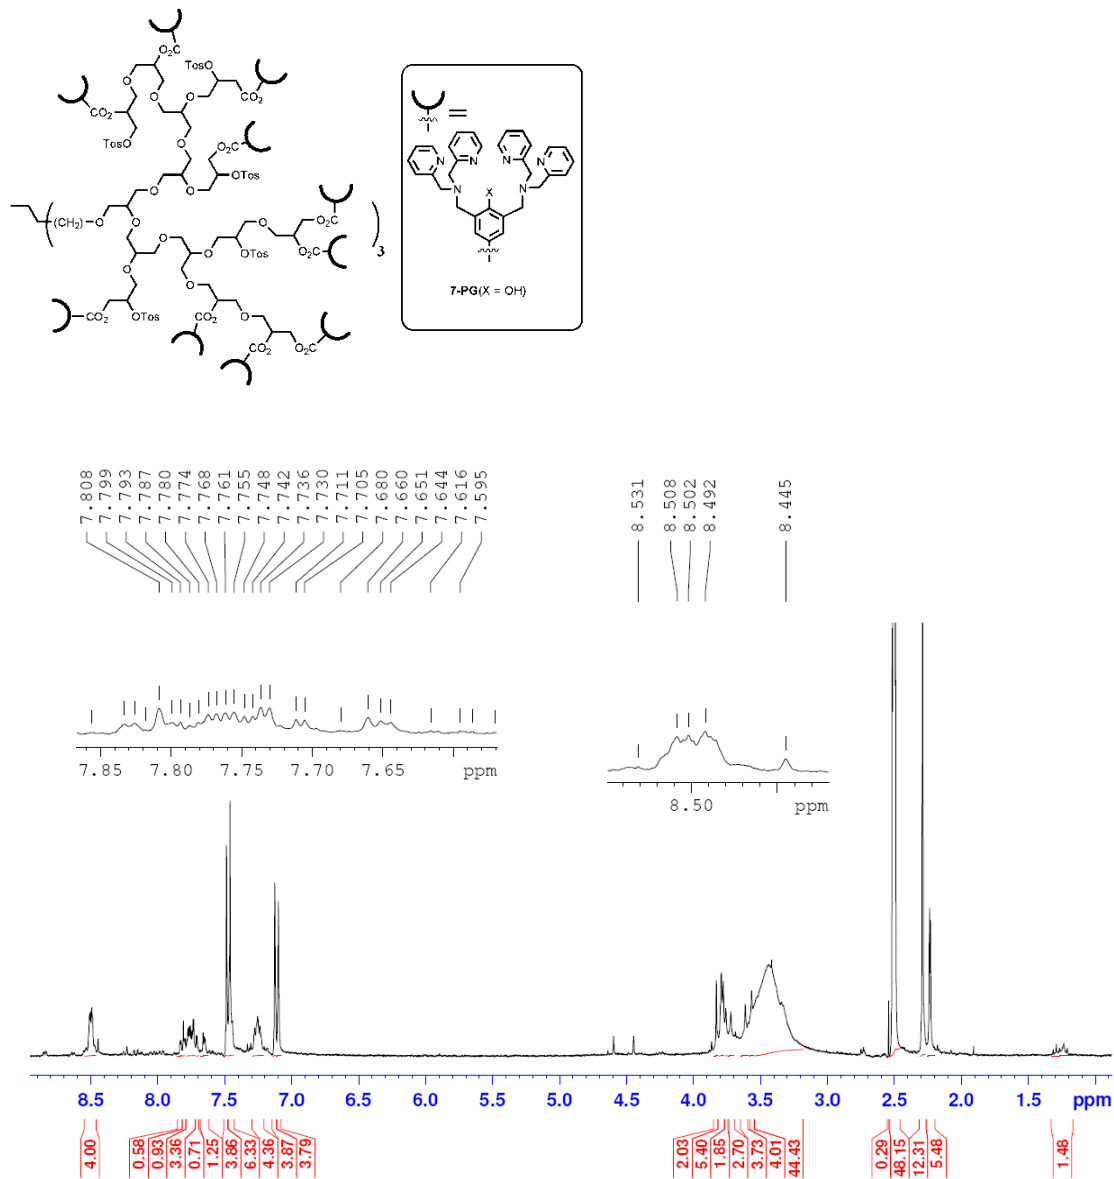 O2C
Tos
O
CO2
O2C
TosO
O
CO2
O
O
TosO
O
O
O2C
OTos
O
O
(CH2)
O
O
O
O
O
OTos
O2C
O2C
3
O
O
CO2
OTos
O
O
CO2
O
O2C
O2C
N
N
N
N
N
N
X
7-PG(X = OH)
7.808
7.799
7.793
7.787
7.780
7.774
7.768
7.761
7.755
7.748
7.742
7.736
7.730
7.711
7.705
7.680
7.660
7.651
7.644
7.616
7.595
8.531
8.508
8.502
8.492
8.445
7.85 7.80 7.75 7.70 7.65 ppm
8.50 ppm
8.5 8.0 7.5 7.0 6.5 6.0 5.5 5.0 4.5 4.0 3.5 3.0 2.5 2.0 1.5 ppm
4.00
0.58
0.93
3.36
0.71
1.25
3.86
6.33
4.36
3.87
3.79
2.03
5.40
1.85
2.70
3.73
4.01
44.43
0.29
48.15
12.31
5.48
1.48